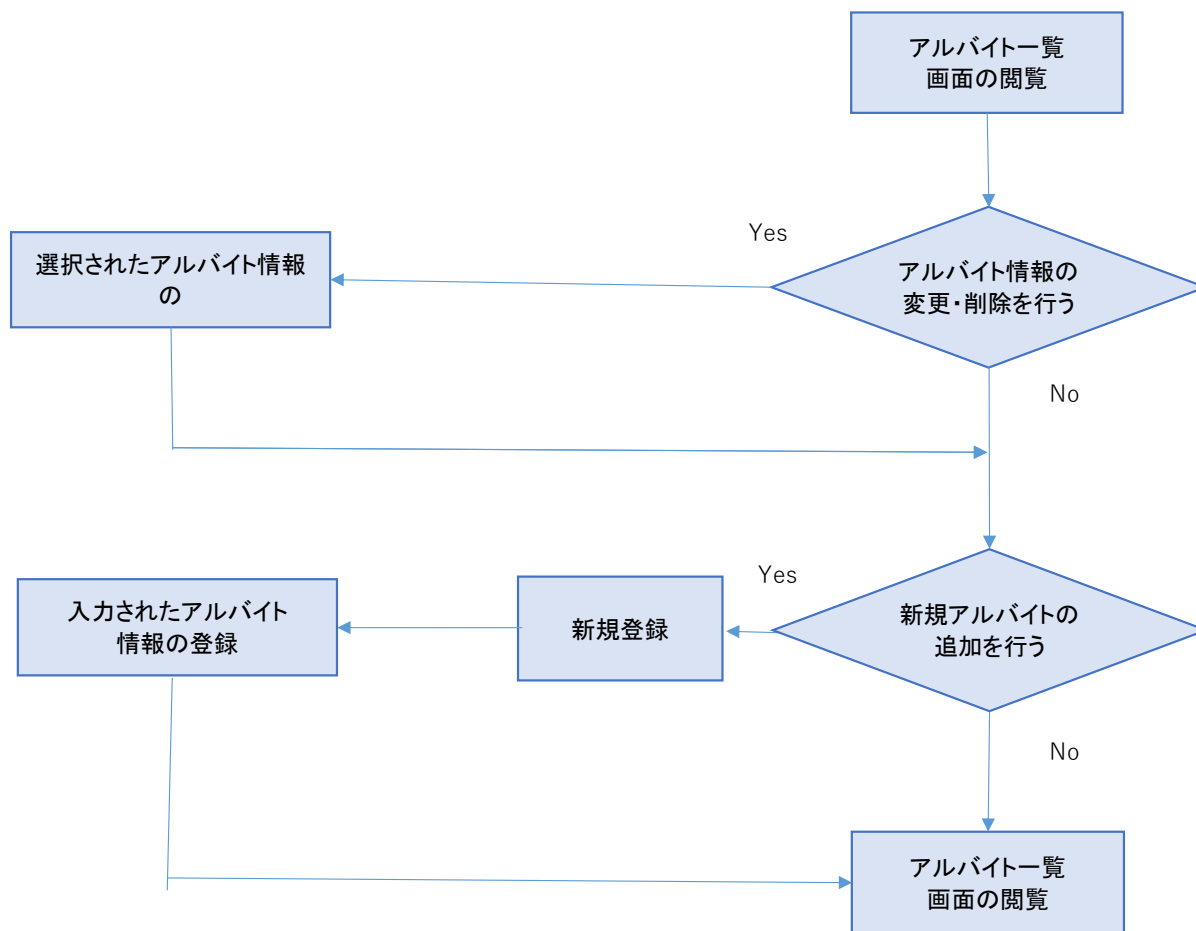 アルバイト一覧
画面の閲覧
Yes
アルバイト情報の
変更・削除を行う
選択されたアルバイト情報
の
No
Yes
新規アルバイトの
追加を行う
新規登録
入力されたアルバイト
情報の登録
No
アルバイト一覧
画面の閲覧